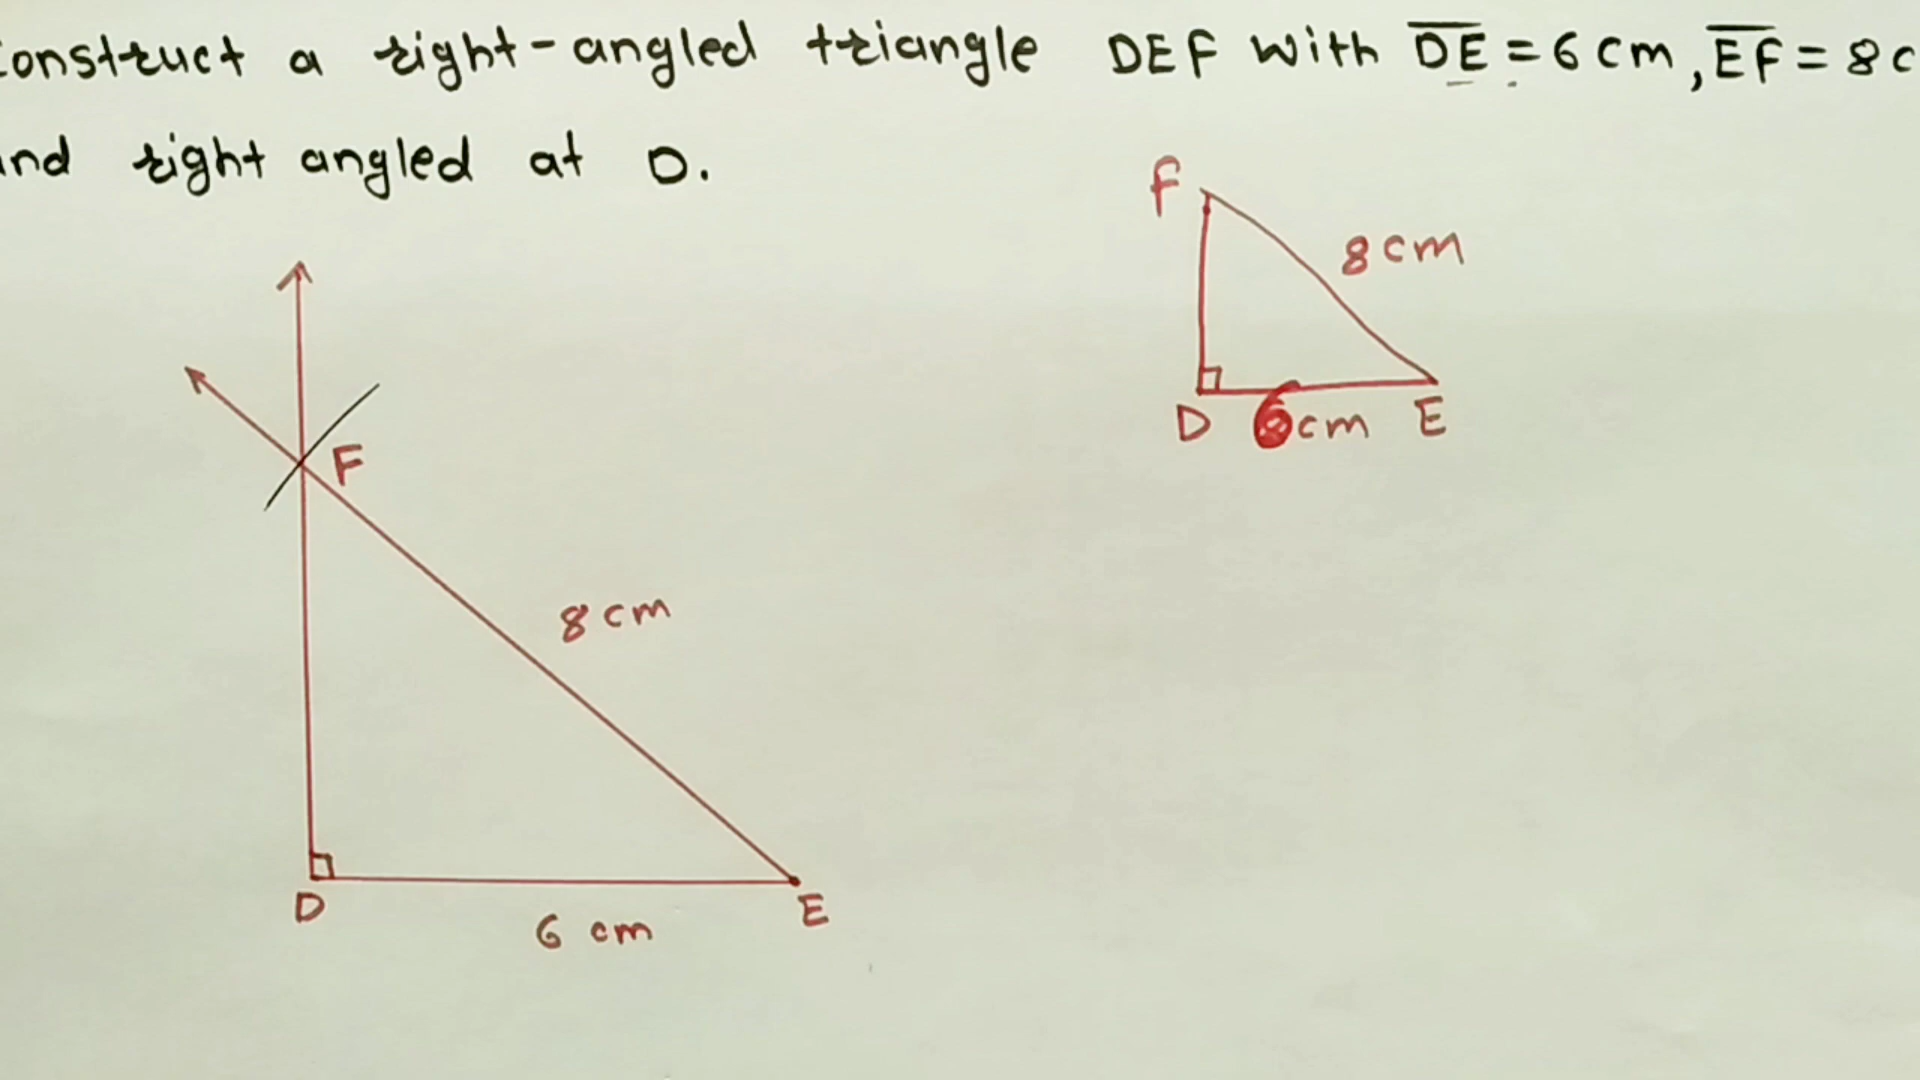 onstruct a right-angled triangle DEF with DE = 6 cm, EF = 8 c
nd right angled at D.
F
8 cm
D 6cm E
F
8 cm
D
E
6 cm